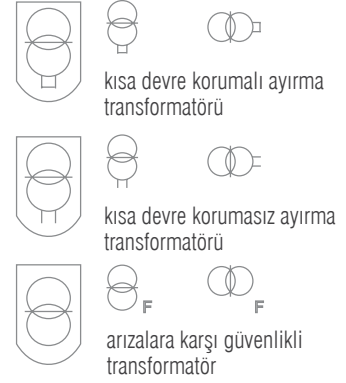 kısa devre korumalı ayırma
transformatörü
kısa devre korumasız ayırma
transformatörü
F F
arızalara karşı güvenlikli
transformatör